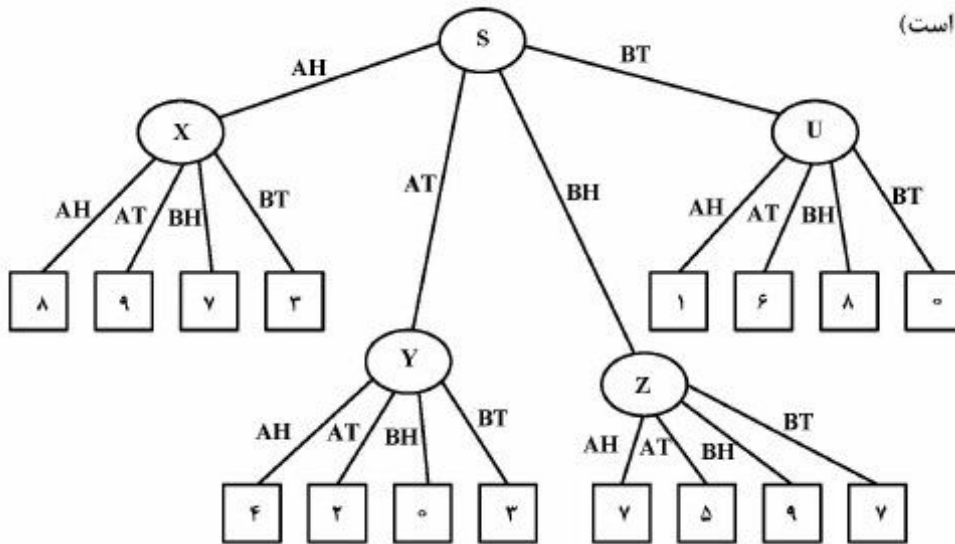 است)
S
AH
BT
X
U
AT
BH
AH AT BH BT
AH AT BH BT
۸ ۹ ۷ ۳
۱ ۶ ۸ ۰
Y
Z
AH AT BH BT
AH AT BH BT
۴ ۲ ۰ ۳
۷ ۵ ۹ ۷